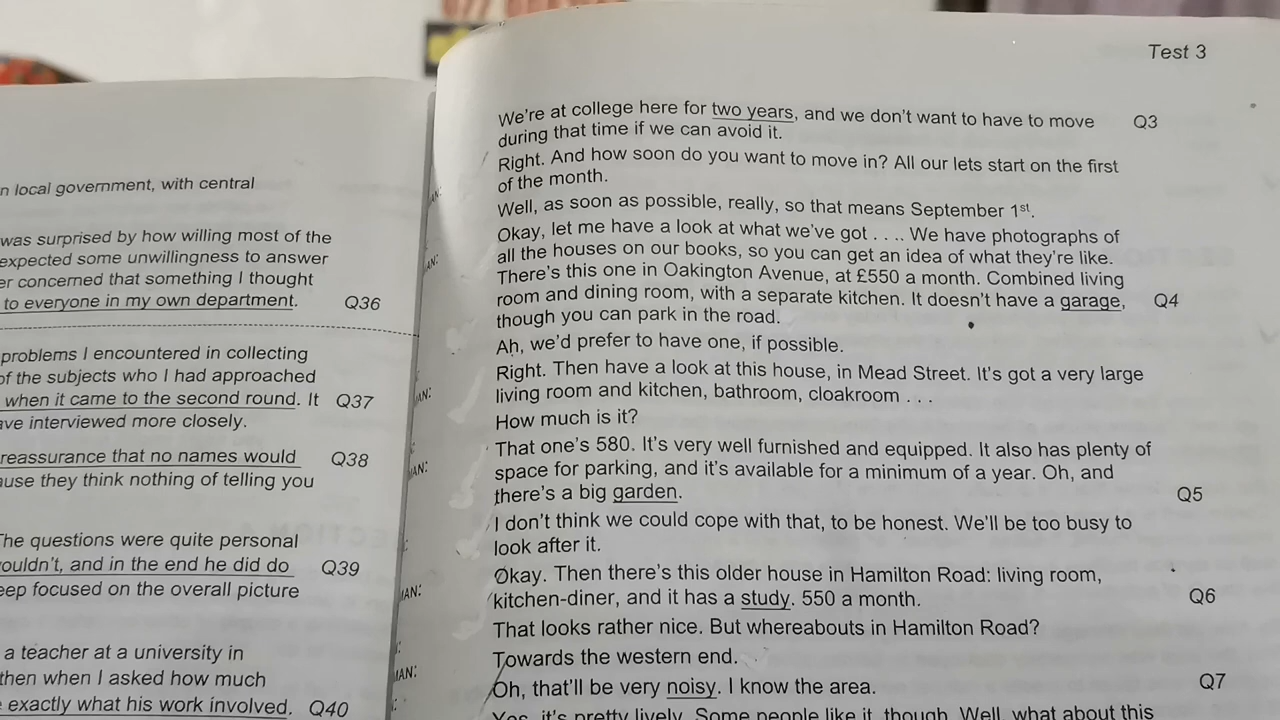 n local government, with central
was surprised by how willing most of the
expected some unwillingness to answer
er concerned that something I thought
to everyone in my own department. Q36
problems I encountered in collecting
of the subjects who I had approached
when it came to the second round. It Q37
ave interviewed more closely.
reassurance that no names would Q38
ause they think nothing of telling you
The questions were quite personal
ouldn't, and in the end he did do Q39
eep focused on the overall picture
a teacher at a university in
then when I asked how much
exactly what his work involved. Q40
Test 3
We're at college here for two years, and we don't want to have to move Q3
during that time if we can avoid it.
Right. And how soon do you want to move in? All our lets start on the first
of the month.
Well, as soon as possible, really, so that means September 1st.
Okay, let me have a look at what we've got . . .. We have photographs of
all the houses on our books, so you can get an idea of what they're like.
There's this one in Oakington Avenue, at £550 a month. Combined living
room and dining room, with a separate kitchen. It doesn't have a garage, Q4
though you can park in the road.
Ah, we'd prefer to have one, if possible.
Right. Then have a look at this house, in Mead Street. It's got a very large
living room and kitchen, bathroom, cloakroom . . .
How much is it?
That one's 580. It's very well furnished and equipped. It also has plenty of
space for parking, and it's available for a minimum of a year. Oh, and
there's a big garden. Q5
I don't think we could cope with that, to be honest. We'll be too busy to
look after it.
Okay. Then there's this older house in Hamilton Road: living room,
kitchen-diner, and it has a study. 550 a month. Q6
That looks rather nice. But whereabouts in Hamilton Road?
Towards the western end.
Oh, that'll be very noisy. I know the area. Q7
Yes, it's pretty lively. Some people like it, though. Well, what about this